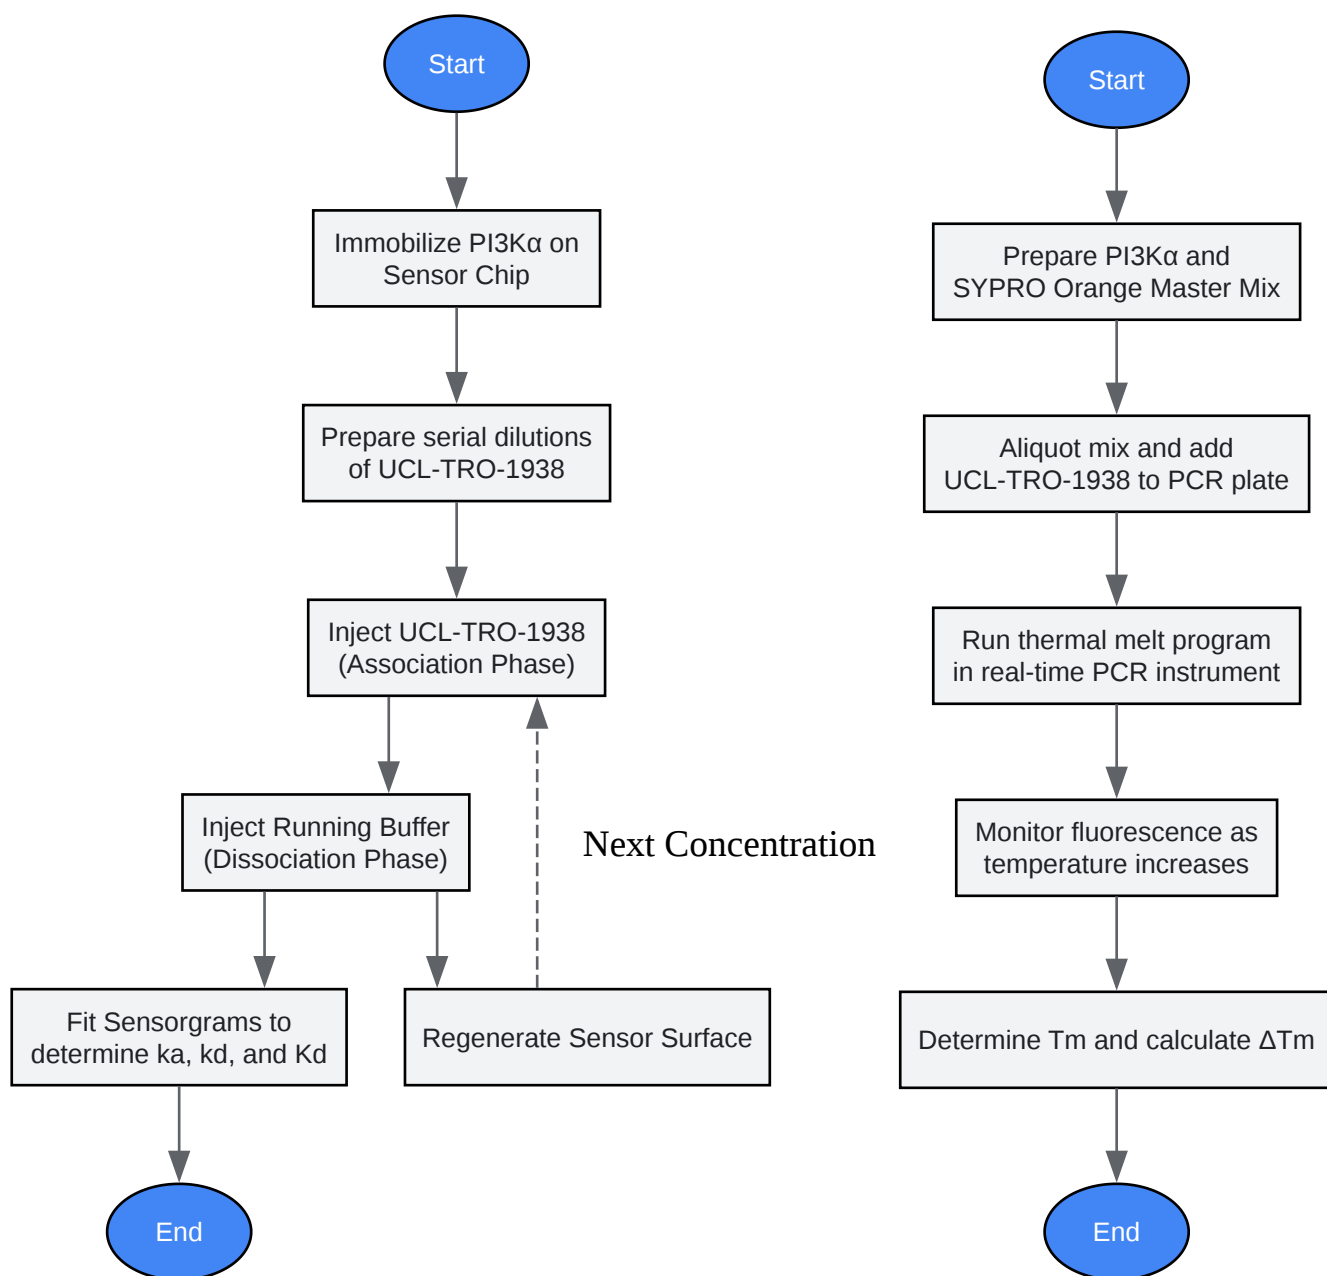 Start
Immobilize PI3Kα on
Sensor Chip
Prepare serial dilutions
of UCL-TRO-1938
Inject UCL-TRO-1938
(Association Phase)
Inject Running Buffer
(Dissociation Phase)
Next Concentration
Fit Sensorgrams to
determine ka, kd, and Kd
Regenerate Sensor Surface
End
Start
Prepare PI3Kα and
SYPRO Orange Master Mix
Aliquot mix and add
UCL-TRO-1938 to PCR plate
Run thermal melt program
in real-time PCR instrument
Monitor fluorescence as
temperature increases
Determine Tm and calculate ΔTm
End